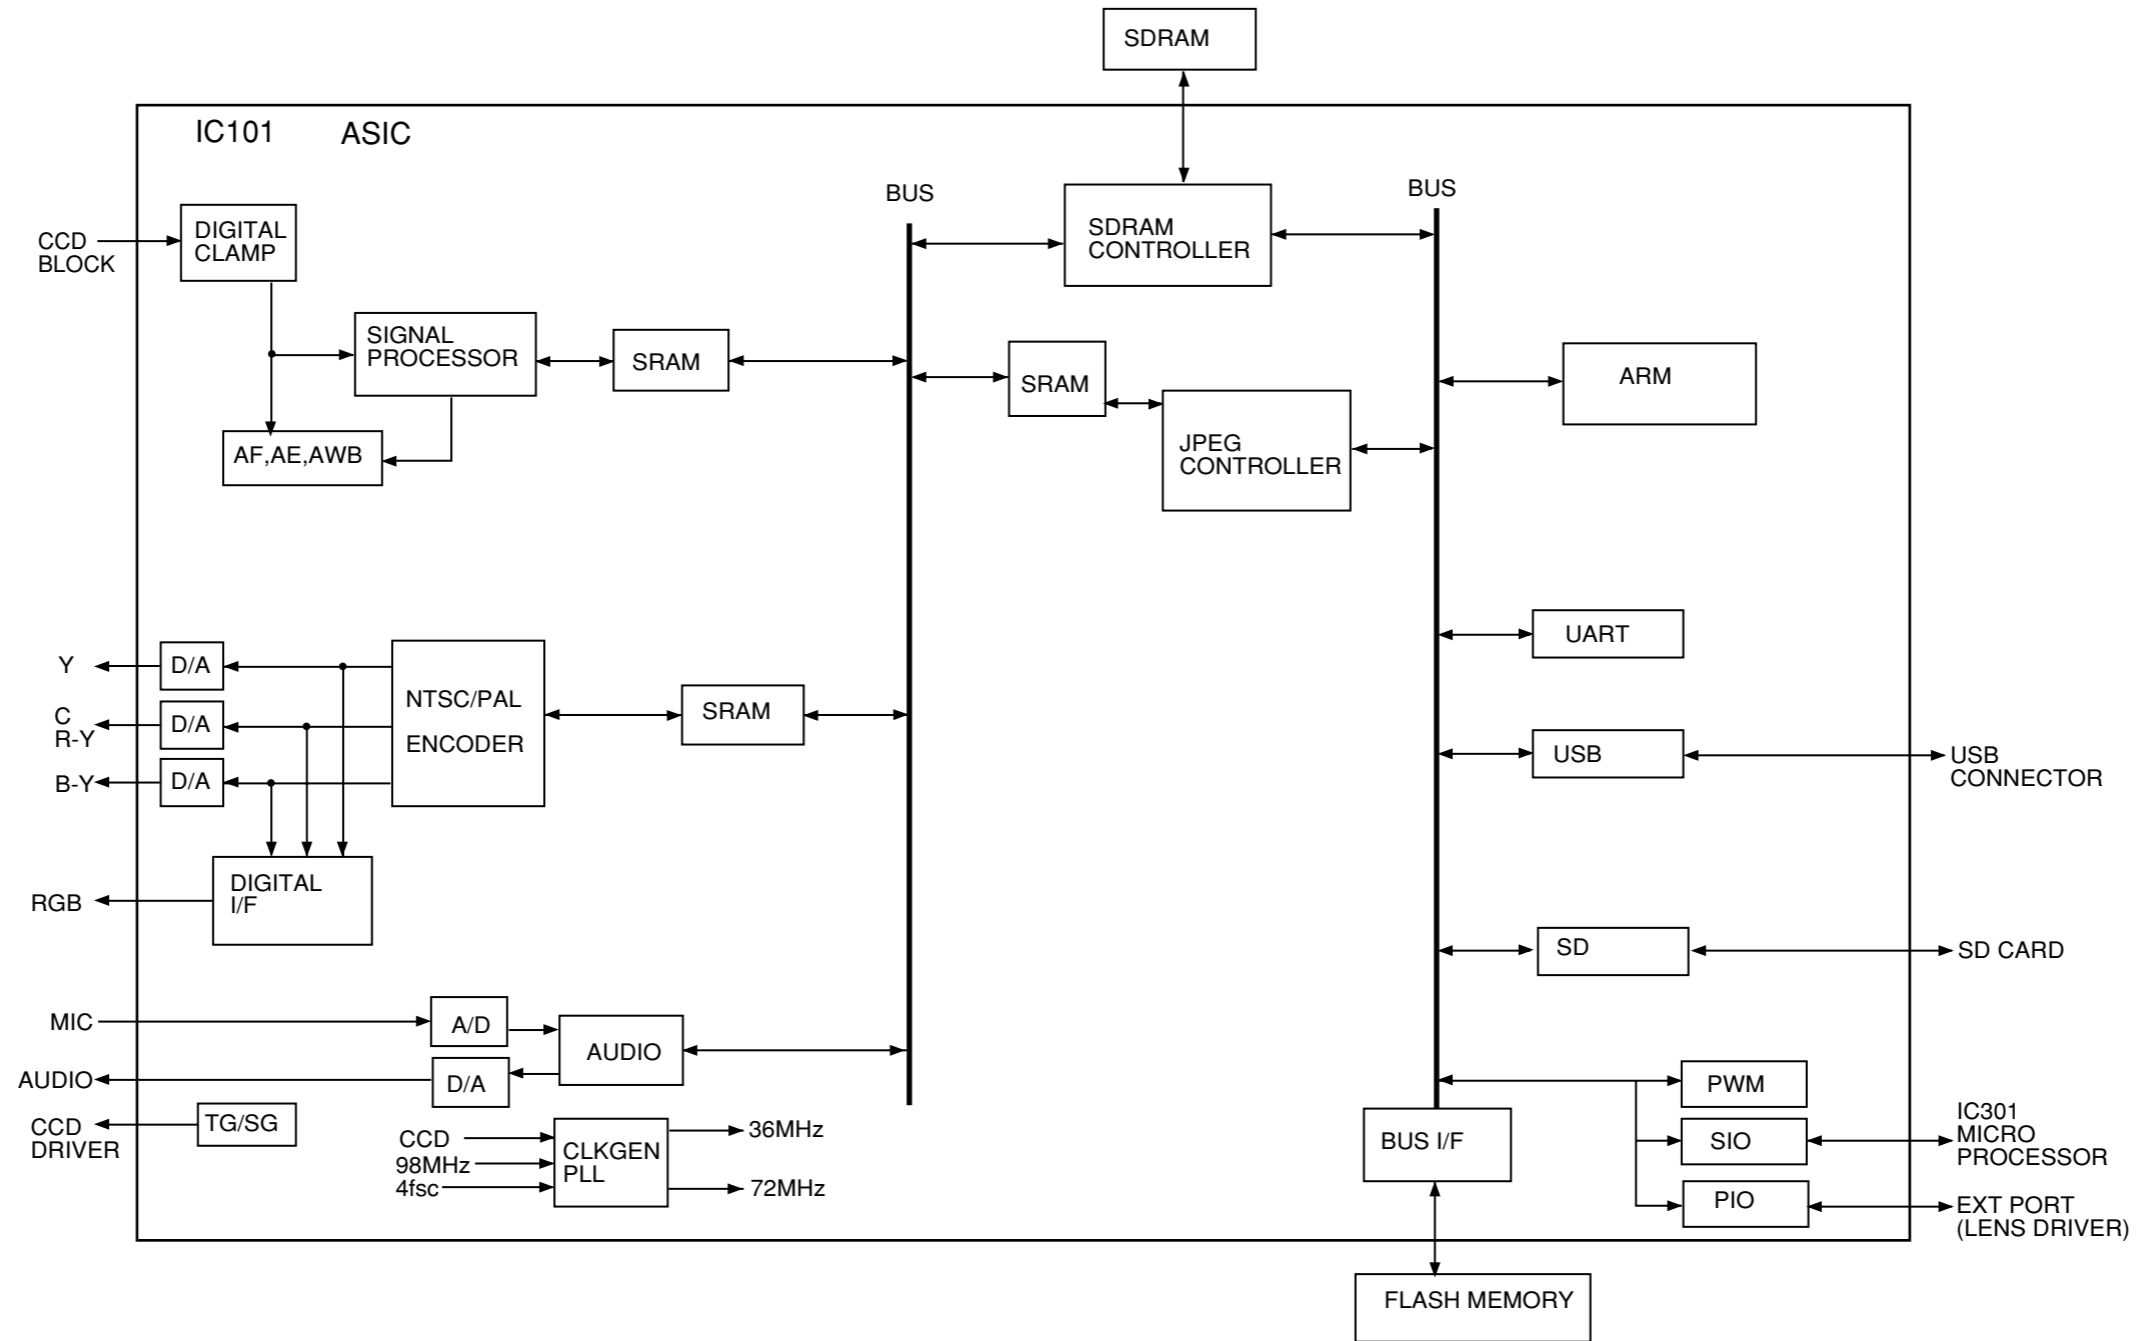 SDRAM
IC101 ASIC
BUS
BUS
CCD
BLOCK
DIGITAL
CLAMP
SDRAM
CONTROLLER
SIGNAL
PROCESSOR
SRAM
SRAM
ARM
AF,AE,AWB
JPEG
CONTROLLER
UART
Y
D/A
C
R-Y
D/A
B-Y
D/A
NTSC/PAL
ENCODER
SRAM
USB
USB
CONNECTOR
RGB
DIGITAL
I/F
SD
SD CARD
MIC
A/D
AUDIO
AUDIO
D/A
CCD
DRIVER
TG/SG
CCD
98MHz
4fsc
CLKGEN
PLL
36MHz
72MHz
BUS I/F
PWM
SIO
PIO
IC301
MICRO
PROCESSOR
EXT PORT
(LENS DRIVER)
FLASH MEMORY